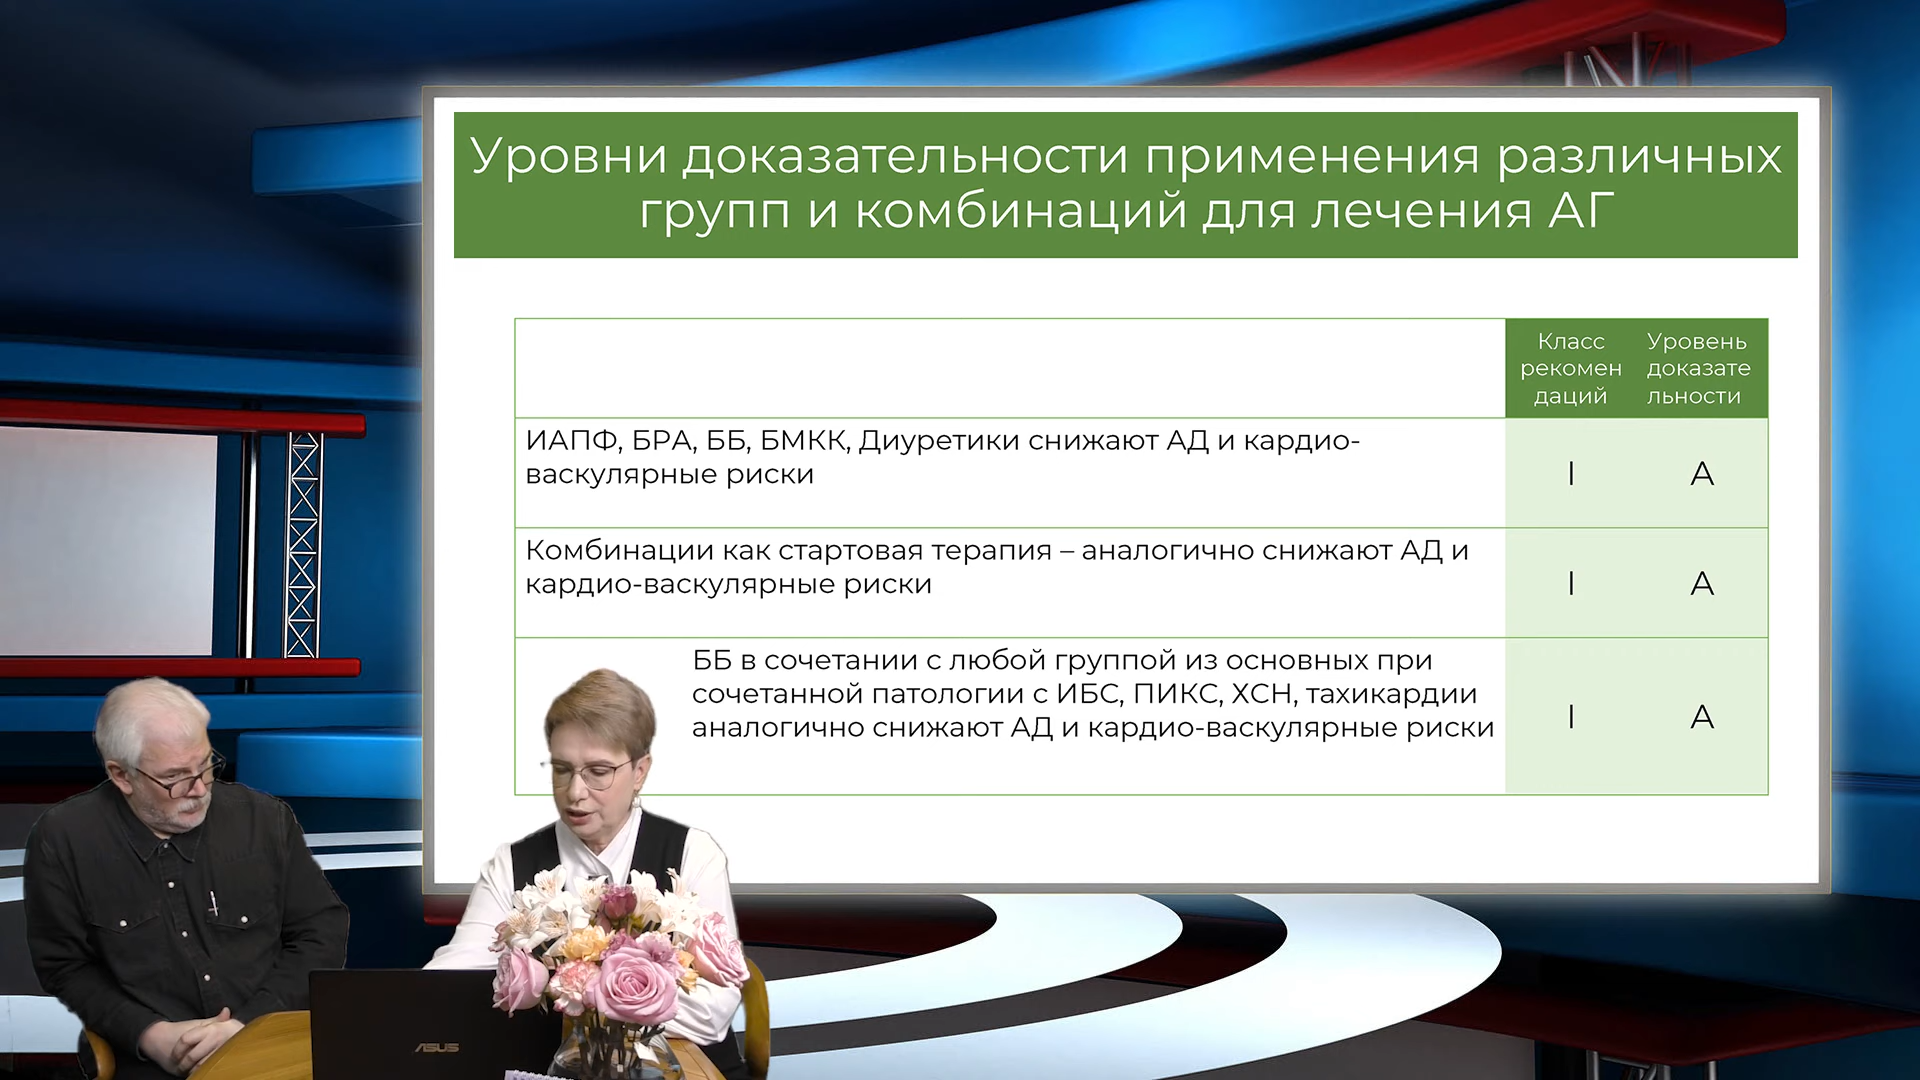 Уровни доказательности применения различных
групп и комбинаций для лечения АГ
Класс
рекомен
даций
Уровень
доказате
льности
ИАПФ, БРА, ББ, БМКК, Диуретики снижают АД и кардио-
васкулярные риски
I
А
Комбинации как стартовая терапия – аналогично снижают АД и
кардио-васкулярные риски
I
А
ББ в сочетании с любой группой из основных при
сочетанной патологии с ИБС, ПИКС, ХСН, тахикардии
аналогично снижают АД и кардио-васкулярные риски
I
А
ASUS